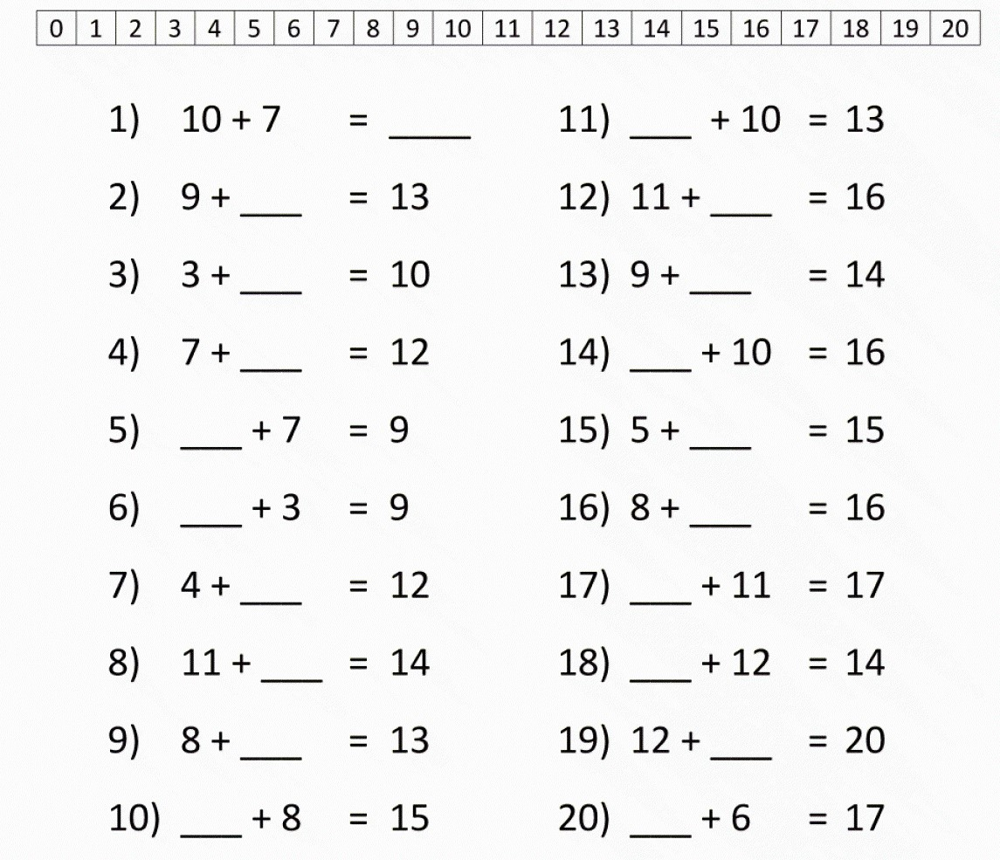 0 1 2 3 4 5 6 7 8 9 10 11 12 13 14 15 16 17 18 19 20
1) 10 + 7 = ____
2) 9 + ___ = 13
3) 3 + ___ = 10
4) 7 + ___ = 12
5) ___ + 7 = 9
6) ___ + 3 = 9
7) 4 + ___ = 12
8) 11 + ___ = 14
9) 8 + ___ = 13
10) ___ + 8 = 15
11) ___ + 10 = 13
12) 11 + ___ = 16
13) 9 + ___ = 14
14) ___ + 10 = 16
15) 5 + ___ = 15
16) 8 + ___ = 16
17) ___ + 11 = 17
18) ___ + 12 = 14
19) 12 + ___ = 20
20) ___ + 6 = 17